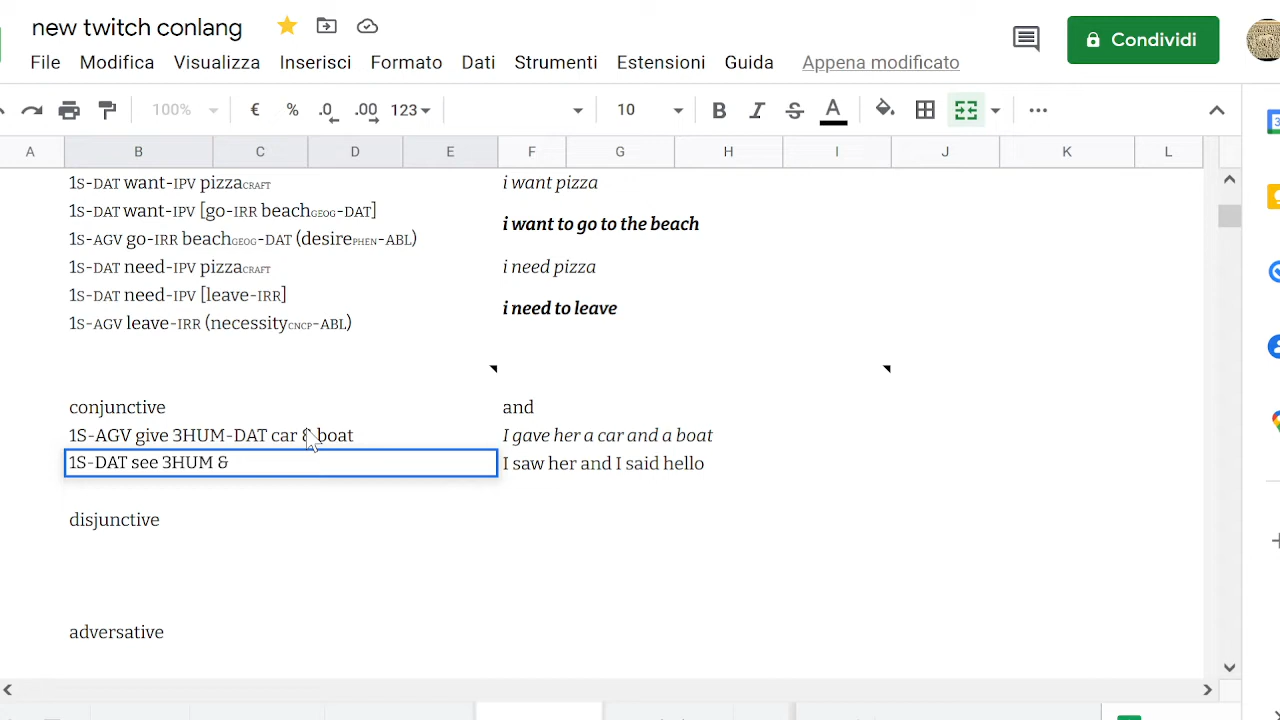 new twitch conlang
Condividi
File Modifica Visualizza Inserisci Formato Dati Strumenti Estensioni Guida Appena modificato
100% € % .0 .00 123 10 B I S A
A B C D E F G H I J K L
1S-DAT want-IPV pizzaCRAFT i want pizza
1S-DAT want-IPV [go-IRR beachGEOG-DAT]
i want to go to the beach
1S-AGV go-IRR beachGEOG-DAT (desirePHEN-ABL)
1S-DAT need-IPV pizzaCRAFT i need pizza
1S-DAT need-IPV [leave-IRR]
i need to leave
1S-AGV leave-IRR (necessityCNCP-ABL)
conjunctive and
1S-AGV give 3HUM-DAT car & boat I gave her a car and a boat
1S-DAT see 3HUM & I saw her and I said hello
disjunctive
adversative